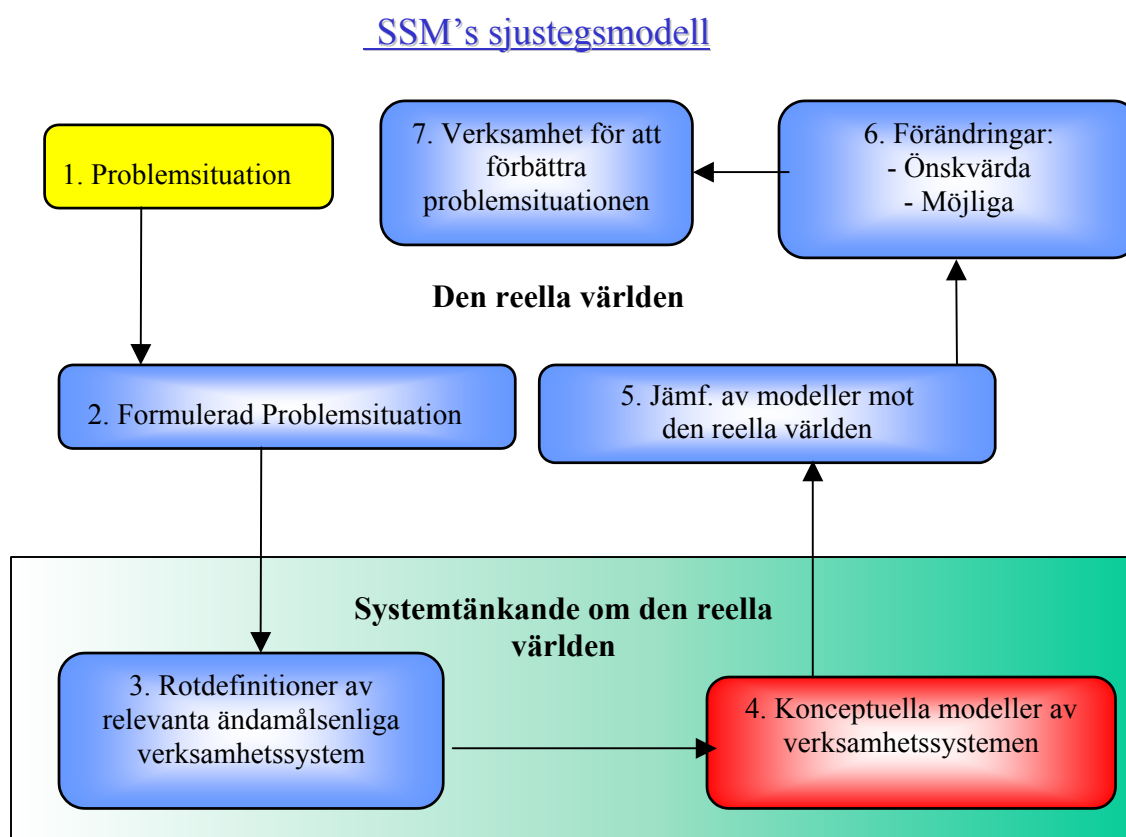 SSM’s sjustegsmodell
1. Problemsituation
7. Verksamhet för att
förbättra
problemsituationen
6. Förändringar:
- Önskvärda
- Möjliga
Den reella världen
2. Formulerad Problemsituation
5. Jämf. av modeller mot
den reella världen
Systemtänkande om den reella
världen
3. Rotdefinitioner av
relevanta ändamålsenliga
verksamhetssystem
4. Konceptuella modeller av
verksamhetssystemen